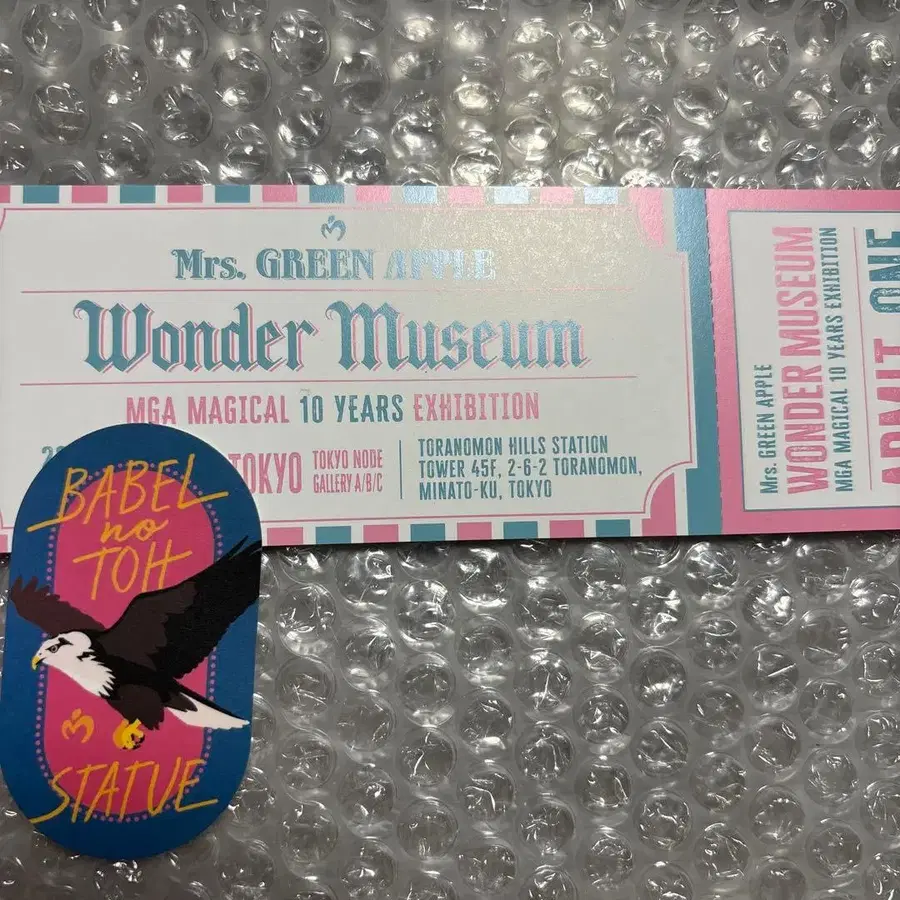 Mrs. GREEN APPLE
Wonder Museum
MGA MAGICAL 10 YEARS EXHIBITION
TOKYO
TOKYO NODE
GALLERY A/B/C
TORANOMON HILLS STATION
TOWER 45F, 2-6-2 TORANOMON,
MINATO-KU, TOKYO
Mrs. GREEN APPLE
WONDER MUSEUM
MGA MAGICAL 10 YEARS EXHIBITION
ADMIT ONE
BABEL
no
TOH
STATUE